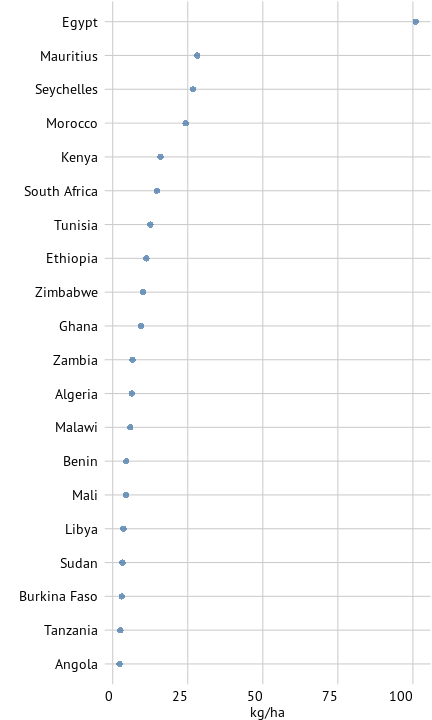 Egypt
Mauritius
Seychelles
Morocco
Kenya
South Africa
Tunisia
Ethiopia
Zimbabwe
Ghana
Zambia
Algeria
Malawi
Benin
Mali
Libya
Sudan
Burkina Faso
Tanzania
Angola
0 25 50 75 100
kg/ha